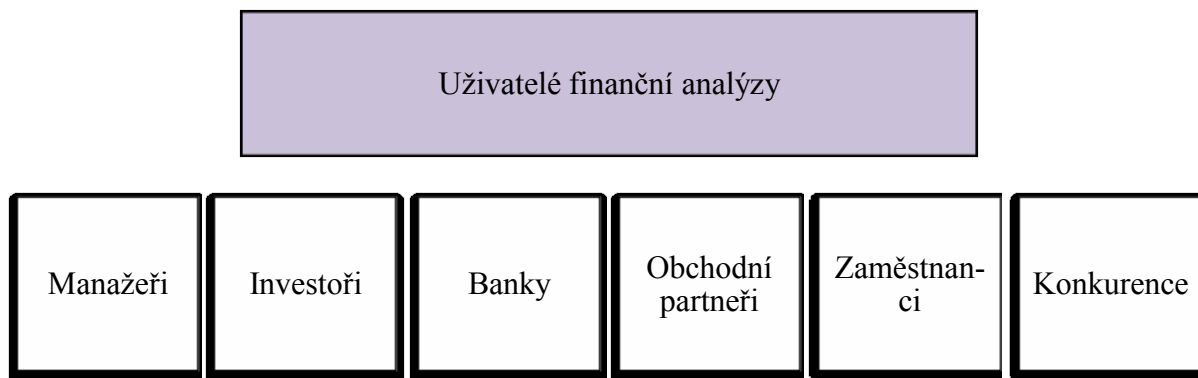 Uživatelé finanční analýzy
Manažeři
Investoři
Banky
Obchodní
partneři
Zaměstnan-
ci
Konkurence